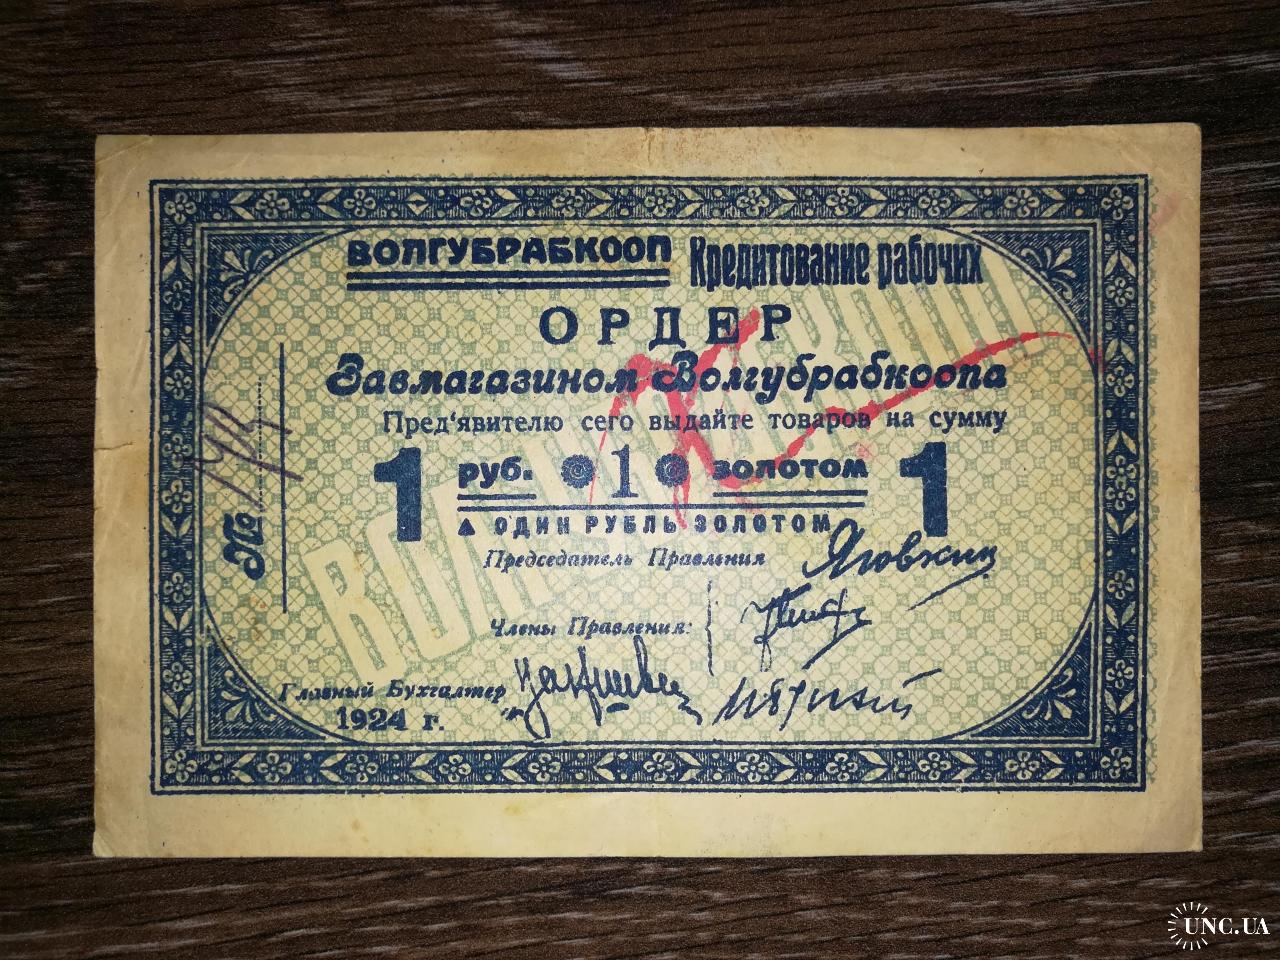 ВОЛГУБРАБКООП Кредитование рабочих
ОРДЕР
Завмагазином Волгубрабкоопа
Пред'явителю сего выдайте товаров на сумму
1 руб. 1 золотом 1
ОДИН РУБЛЬ ЗОЛОТОМ
Председатель Правления
Члены Правления:
Главный Бухгалтер
1924 г.
№
UNC.UA